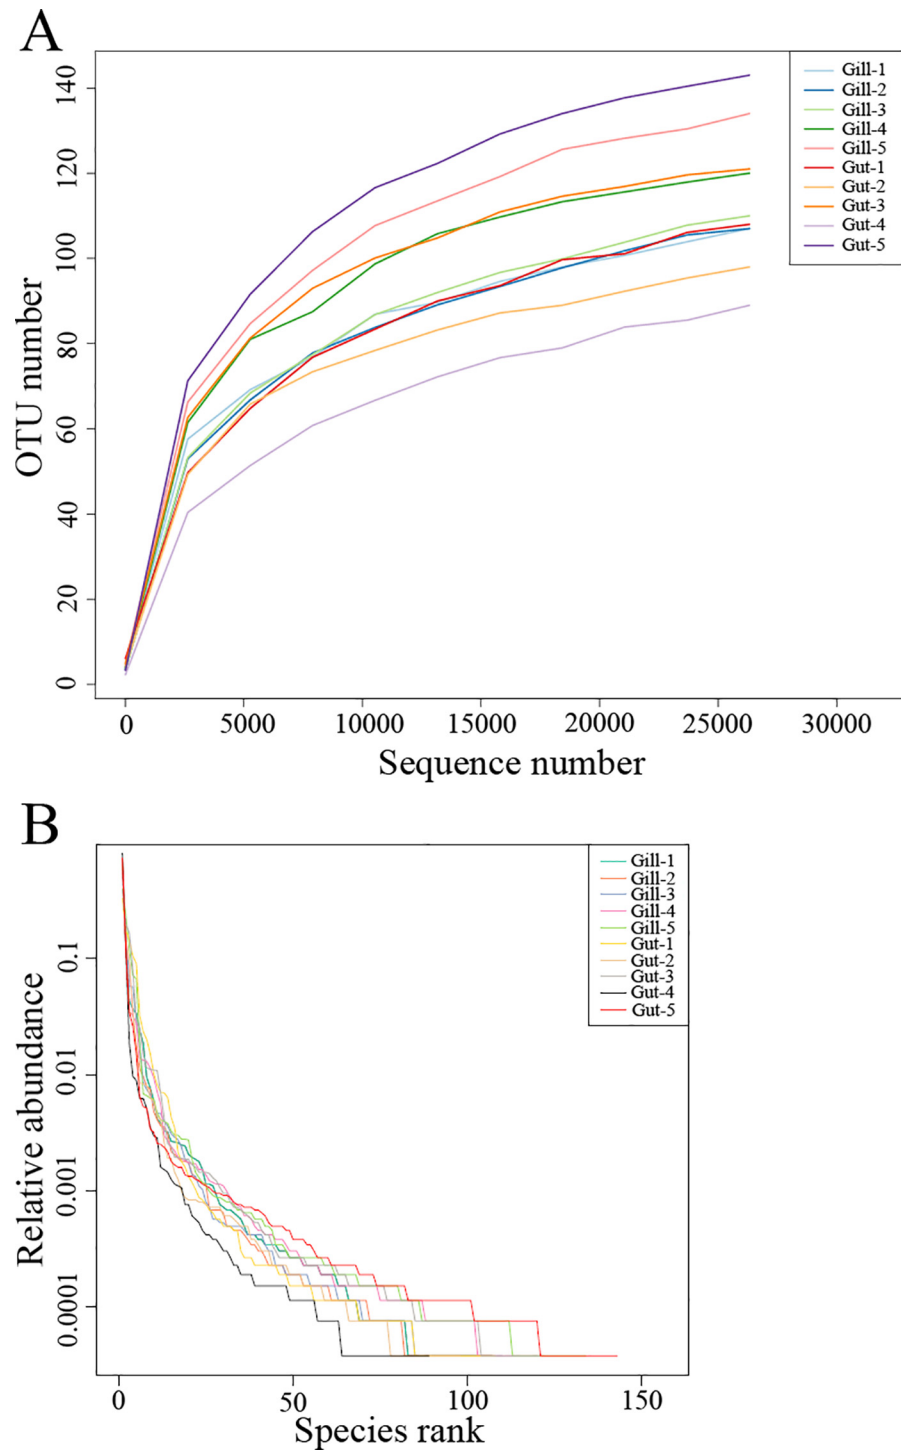 A
OTU number
140
120
100
80
60
40
20
0
Gill-1
Gill-2
Gill-3
Gill-4
Gill-5
Gut-1
Gut-2
Gut-3
Gut-4
Gut-5
0 5000 10000 15000 20000 25000 30000
Sequence number
B
Relative abundance
0.1
0.01
0.001
0.0001
Gill-1
Gill-2
Gill-3
Gill-4
Gill-5
Gut-1
Gut-2
Gut-3
Gut-4
Gut-5
0 50 100 150
Species rank